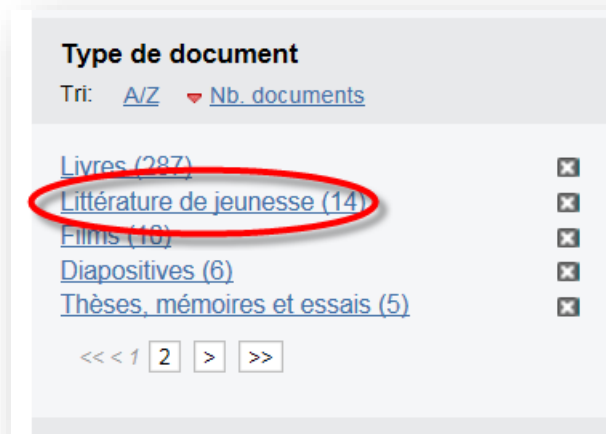 Type de document
Tri: A/Z Nb. documents
Livres (287)
Littérature de jeunesse (14)
Films (10)
Diapositives (6)
Thèses, mémoires et essais (5)
<< < 1 2 > >>